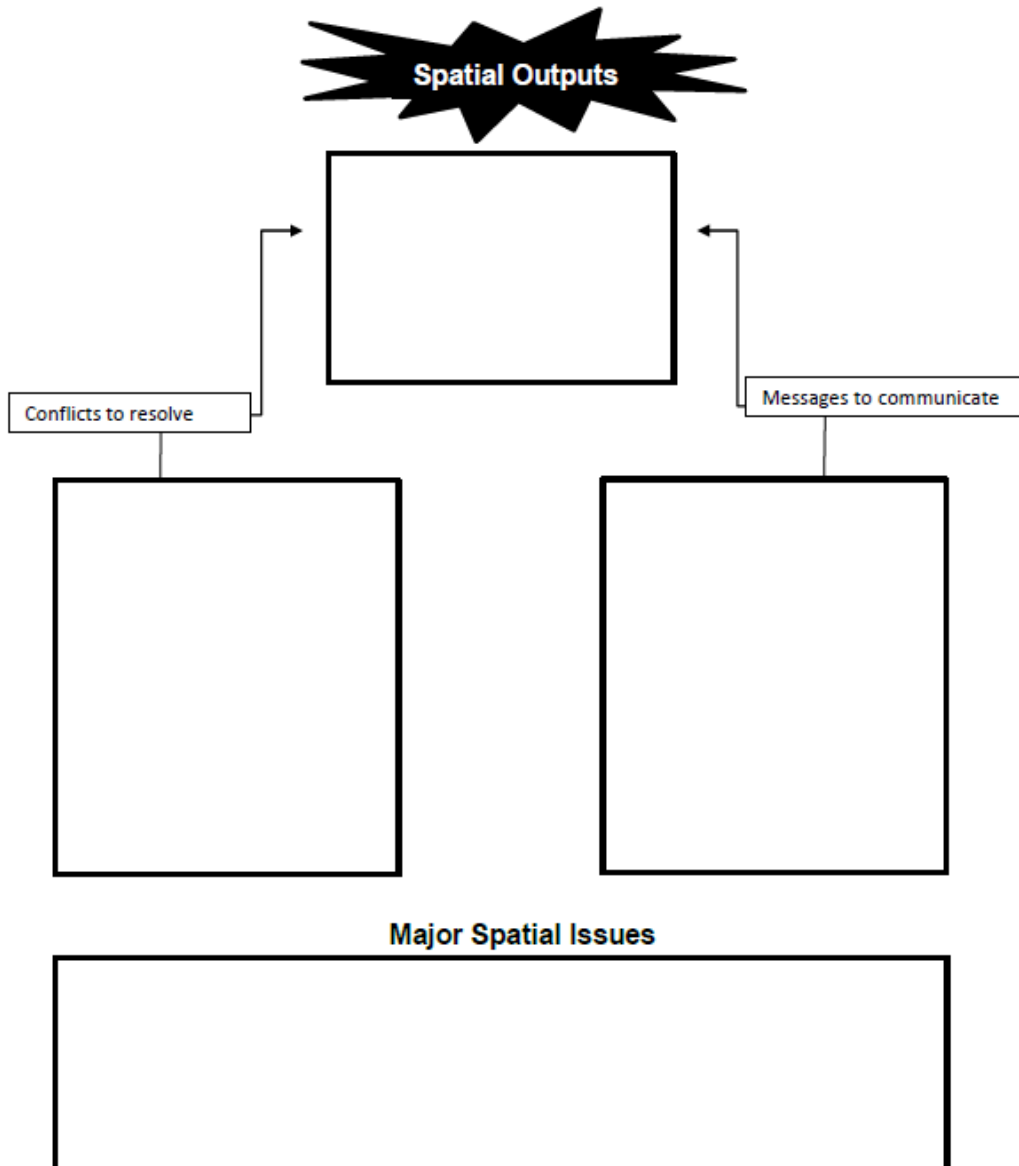 Spatial Outputs
Conflicts to resolve
Messages to communicate
Major Spatial Issues